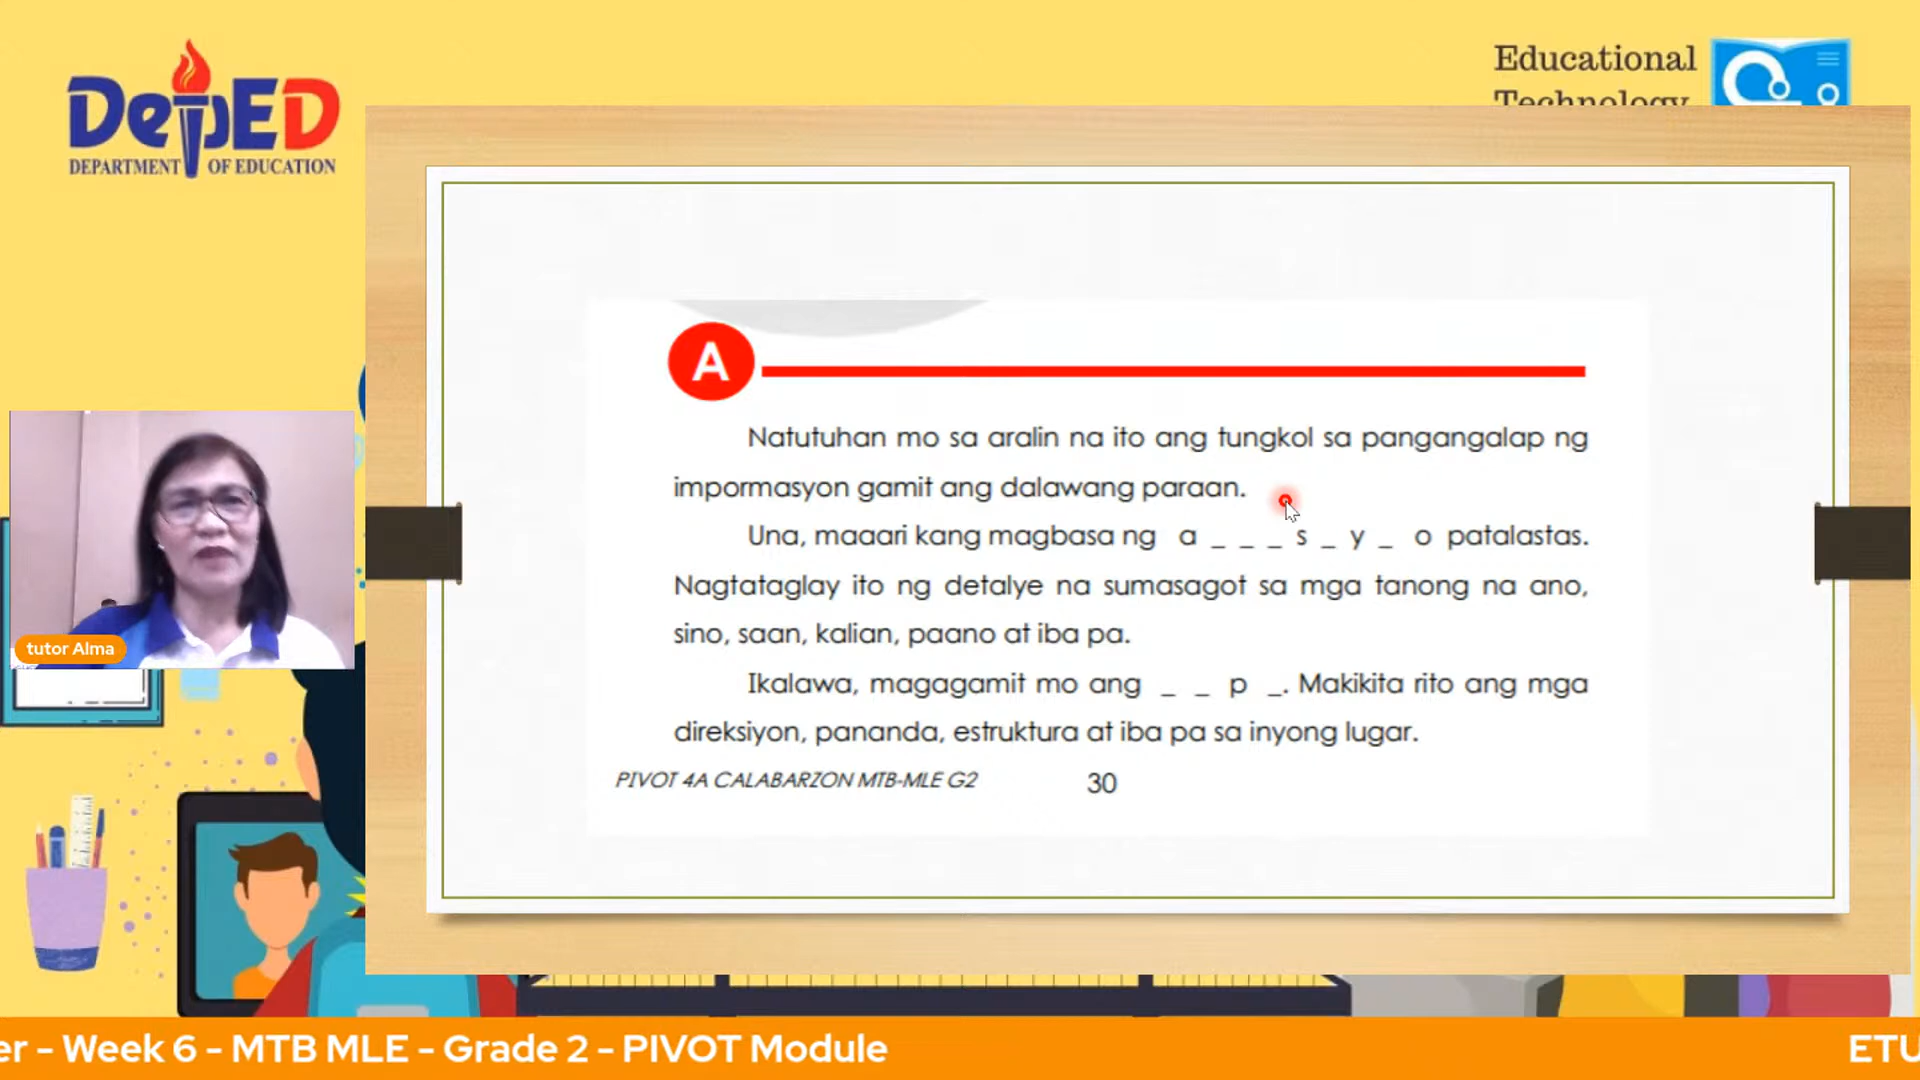 DepED
DEPARTMENT OF EDUCATION
Educational
Technology
A
Natutuhan mo sa aralin na ito ang tungkol sa pangangalap ng
impormasyon gamit ang dalawang paraan.
Una, maaari kang magbasa ng a _ _ _ s _ y _ o patalastas.
Nagtataglay ito ng detalye na sumasagot sa mga tanong na ano,
sino, saan, kalian, paano at iba pa.
Ikalawa, magagamit mo ang _ _ p _. Makikita rito ang mga
direksiyon, pananda, estruktura at iba pa sa inyong lugar.
PIVOT 4A CALABARZON MTB-MLE G2 30
tutor Alma
er - Week 6 - MTB MLE - Grade 2 - PIVOT Module ETU